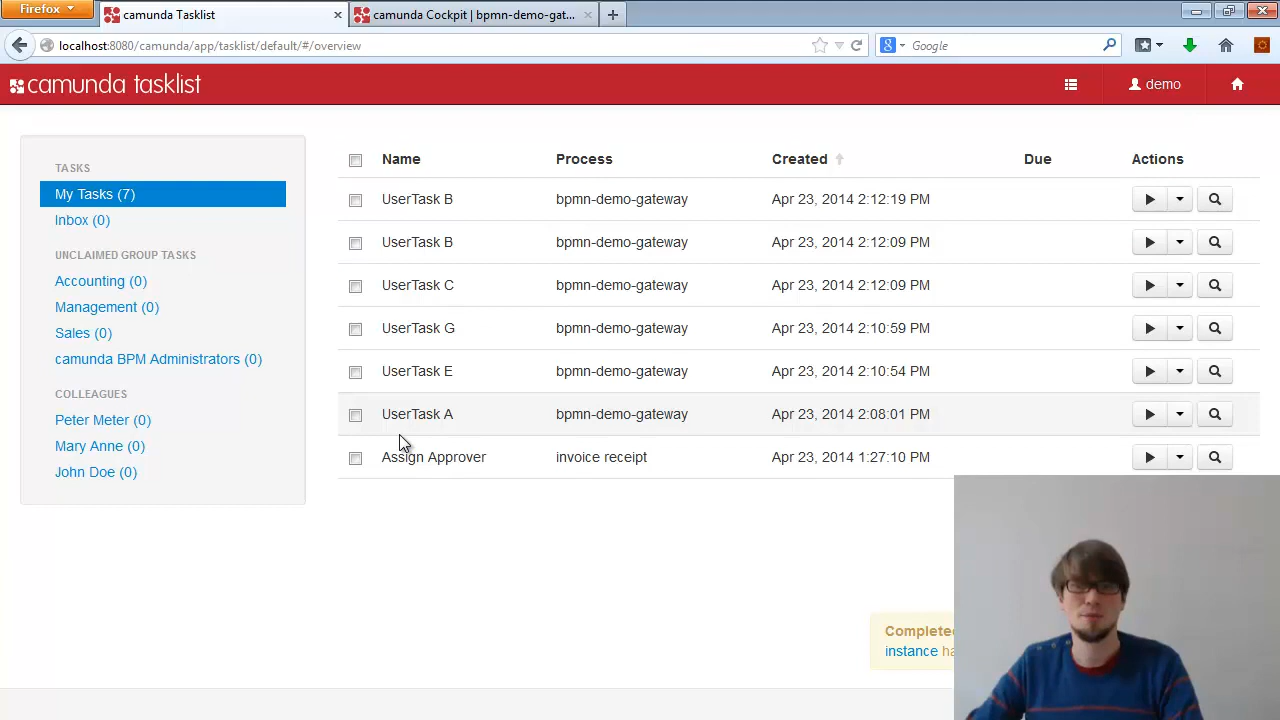 Firefox
camunda Tasklist
camunda Cockpit | bpmn-demo-gat...
localhost:8080/camunda/app/tasklist/default/#/overview
Google
camunda tasklist
demo
TASKS
My Tasks (7)
Inbox (0)
UNCLAIMED GROUP TASKS
Accounting (0)
Management (0)
Sales (0)
camunda BPM Administrators (0)
COLLEAGUES
Peter Meter (0)
Mary Anne (0)
John Doe (0)
Name Process Created Due Actions
UserTask B bpmn-demo-gateway Apr 23, 2014 2:12:19 PM
UserTask B bpmn-demo-gateway Apr 23, 2014 2:12:09 PM
UserTask C bpmn-demo-gateway Apr 23, 2014 2:12:09 PM
UserTask G bpmn-demo-gateway Apr 23, 2014 2:10:59 PM
UserTask E bpmn-demo-gateway Apr 23, 2014 2:10:54 PM
UserTask A bpmn-demo-gateway Apr 23, 2014 2:08:01 PM
Assign Approver invoice receipt Apr 23, 2014 1:27:10 PM
Complete
instance ha